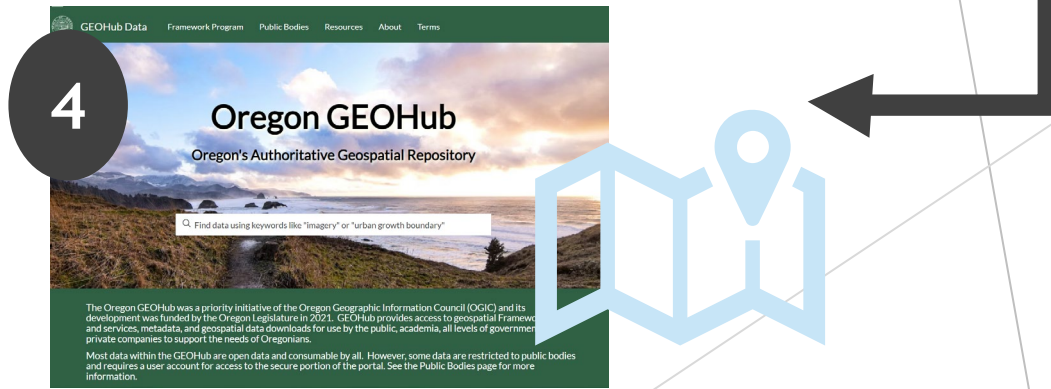 GEOHub Data Framework Program Public Bodies Resources About Terms
4
Oregon GEOHub
Oregon's Authoritative Geospatial Repository
Find data using keywords like "imagery" or "urban growth boundary"
The Oregon GEOHub was a priority initiative of the Oregon Geographic Information Council (OGIC) and its
development was funded by the Oregon Legislature in 2021. GEOHub provides access to geospatial
and services, metadata, and geospatial data downloads for use by the public, academia, all levels of
private companies to support the needs of Oregonians.
Most data within the GEOHub are open data and consumable by all. However, some data are restricted to public bodies
and requires a user account for access to the secure portion of the portal. See the Public Bodies page for more
information.